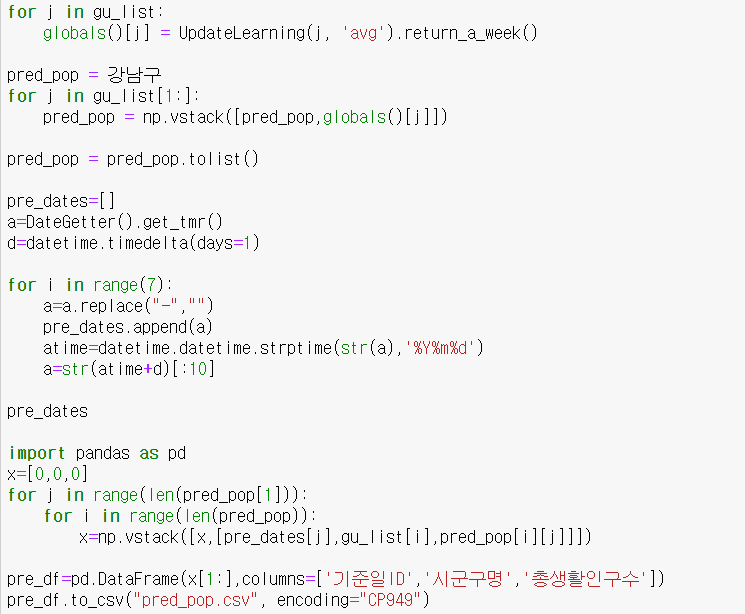 for j in gu_list:
    globals()[j] = UpdateLearning(j, 'avg').return_a_week()
pred_pop = 강남구
for j in gu_list[1:]:
    pred_pop = np.vstack([pred_pop,globals()[j]])
pred_pop = pred_pop.tolist()
pre_dates=[]
a=DateGetter().get_tmr()
d=datetime.timedelta(days=1)
for i in range(7):
    a=a.replace("-","")
    pre_dates.append(a)
    atime=datetime.datetime.strptime(str(a),'%Y%m%d')
    a=str(atime+d)[:10]
pre_dates
import pandas as pd
x=[0,0,0]
for j in range(len(pred_pop[1])):
    for i in range(len(pred_pop)):
        x=np.vstack([x,[pre_dates[j],gu_list[i],pred_pop[i][j]]])
pre_df=pd.DataFrame(x[1:],columns=['기준일ID','시군구명','총생활인구수'])
pre_df.to_csv("pred_pop.csv", encoding="CP949")